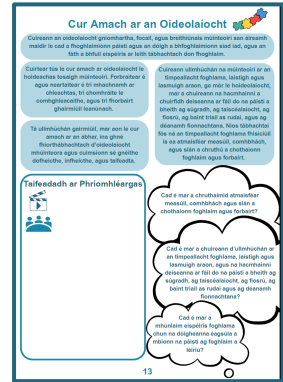 Cur Amach ar an Oideolaíocht
Cuireann an oideolaíocht gníomhartha, focail, agus breithiúnais múinteoirí san áireamh
maidir le cad a fhoghlaimíonn páistí agus an dóigh a bhfoghlaimíonn siad iad, agus an
fáth a bhfuil eispéiris ar leith tábhachtach don fhoghlaim.
Cuirtear tús le cur amach ar oideolaíocht le
hoideachas tosaigh múinteoirí. Forbraítear é
agus meartaítear é trí mhachnamh ar
chleachtas, trí chomhráite le
comhghleacaithe, agus trí fhorbairt
ghairmiúil leanúnach.
Tá ullmhúchán gairmiúil, mar aon le cur
amach ar an ábhar, ina ghné
fhíorthábhachtach d'oideolaíocht
mhúinteora agus cuimsíonn sé gnéithe
dofheicthe, infheicthe, agus taifeadta.
Cuireann ullmhúchán na múinteoirí ar an
timpeallacht foghlama, laistigh agus
lasmuigh araon, go mór le hoideolaíocht,
mar a chuireann na hacmhainní a
chuirfidh deiseanna ar fáil do na páistí a
bheith ag súgradh, ag taiscéalaíocht, ag
fiosrú, ag baint triail as rudaí, agus ag
déanamh fionnachtana. Níos tábhachtaí
fós ná an timpeallacht foghlama fhisiciúil
is ea atmaisféar measúil, comhbhách,
agus slán a chruthú a chothaíonn
foghlaim agus forbairt.
Taifeadadh ar Phríomhléargas
Cad é mar a chruthaímid atmaisféar
measúil, comhbhách agus slán a
chothaíonn foghlaim agus forbairt?
Cad é mar a chuireann d'ullmhúchán ar
an timpeallacht foghlama, laistigh agus
lasmuigh araon, agus na hacmhainní
deiseanna ar fáil do na páistí a bheith ag
súgradh, ag taiscéalaíocht, ag fiosrú, ag
baint triail as rudaí agus ag déanamh
fionnachtana?
Cad é mar a
mhúnlaím eispéiris foghlama
chun na dóigheanna éagsúla a
mbíonn na páistí ag foghlaim a
léiriú?
13